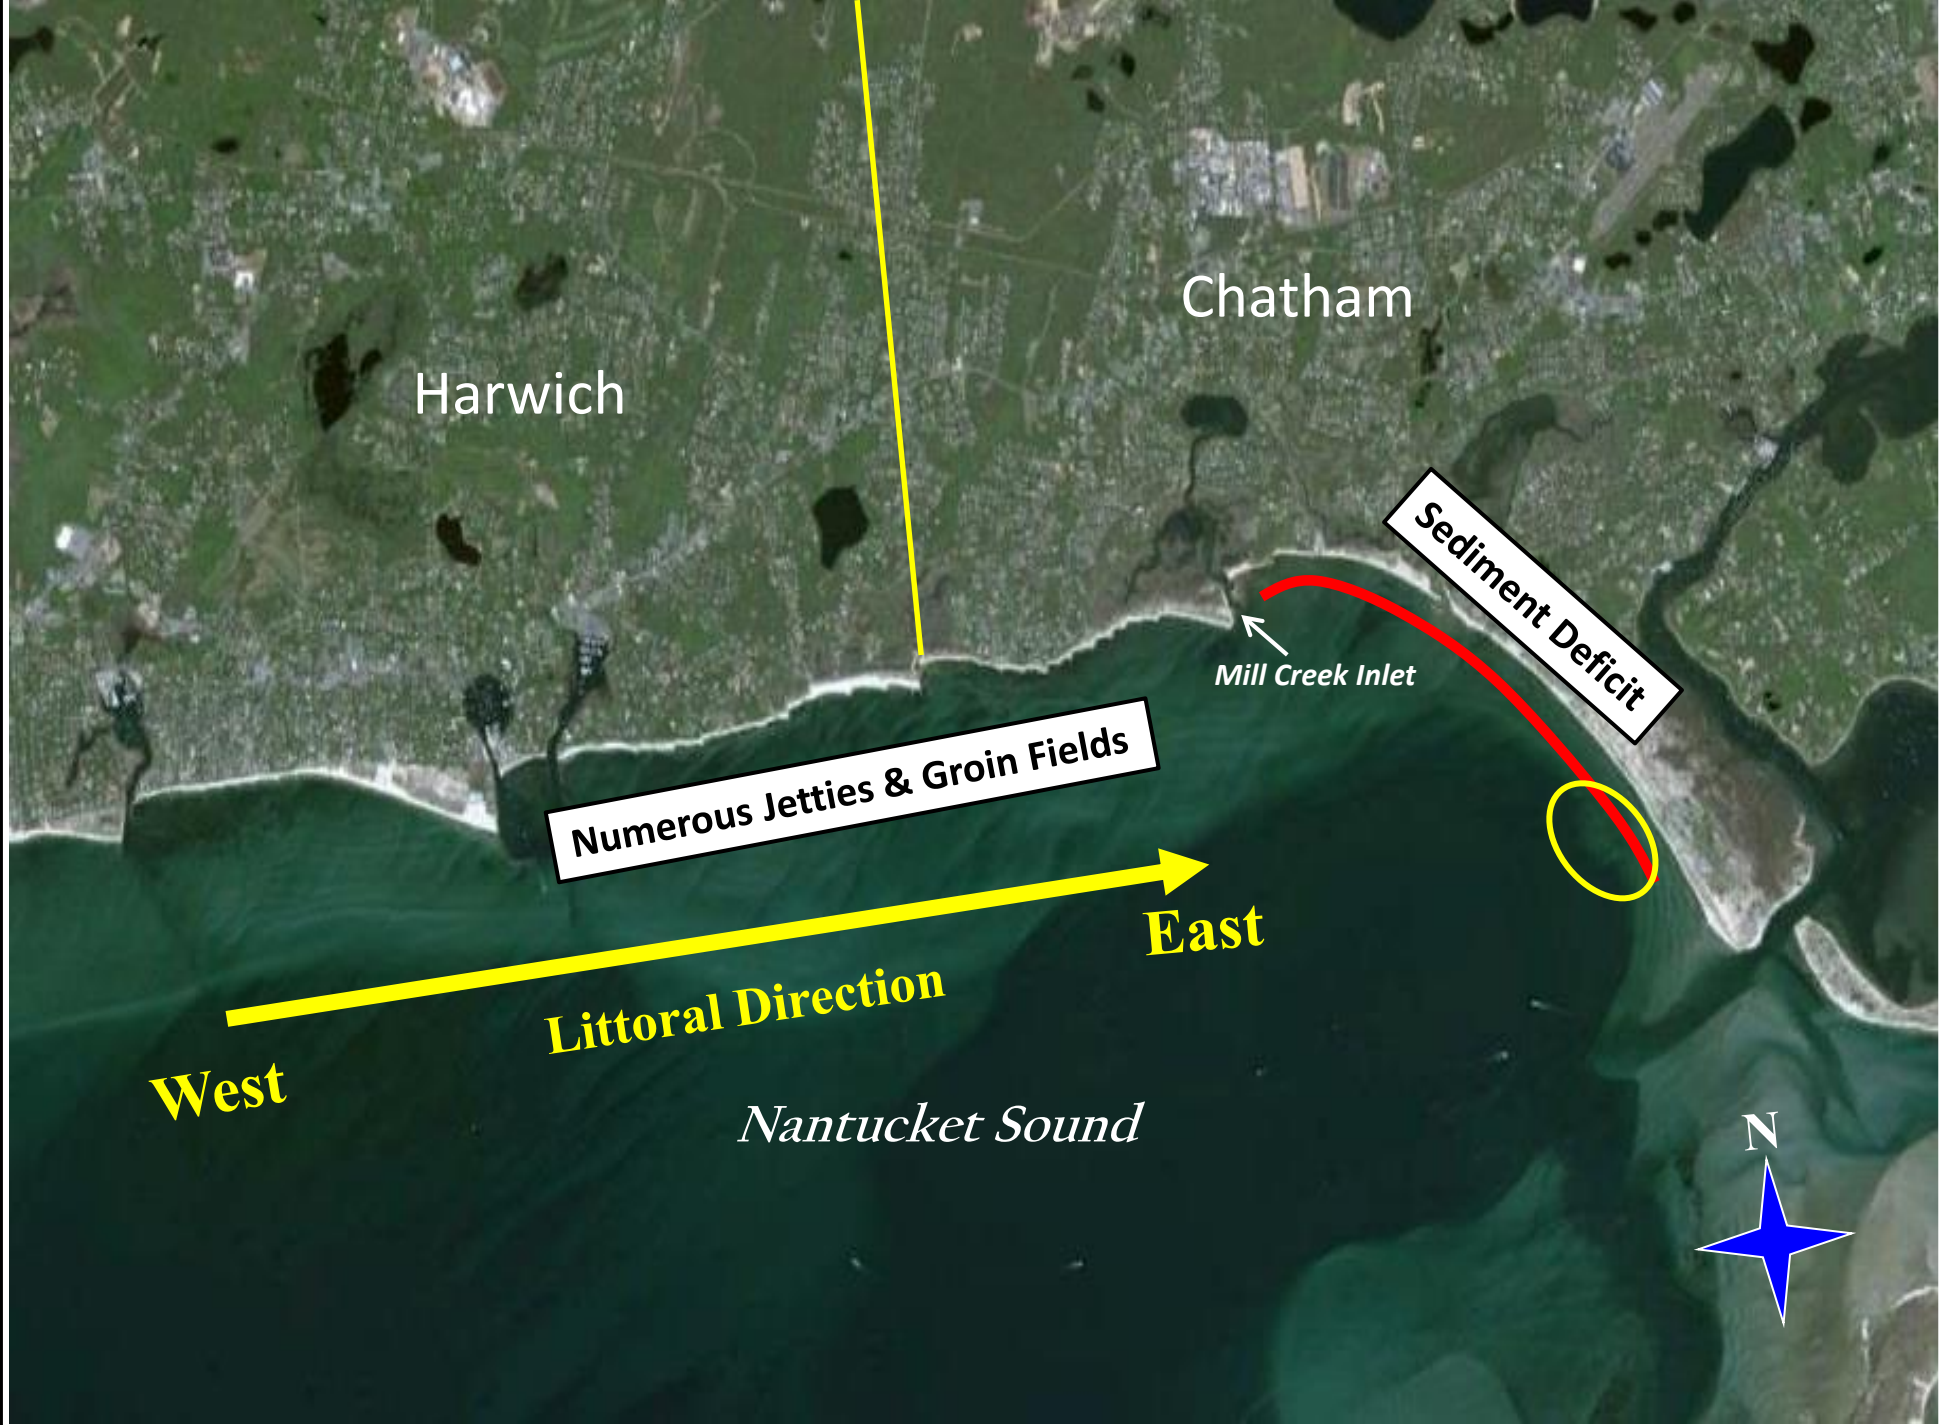 Chatham
Harwich
Sediment Deficit
Mill Creek Inlet
Numerous Jetties & Groin Fields
East
Littoral Direction
West
Nantucket Sound
N